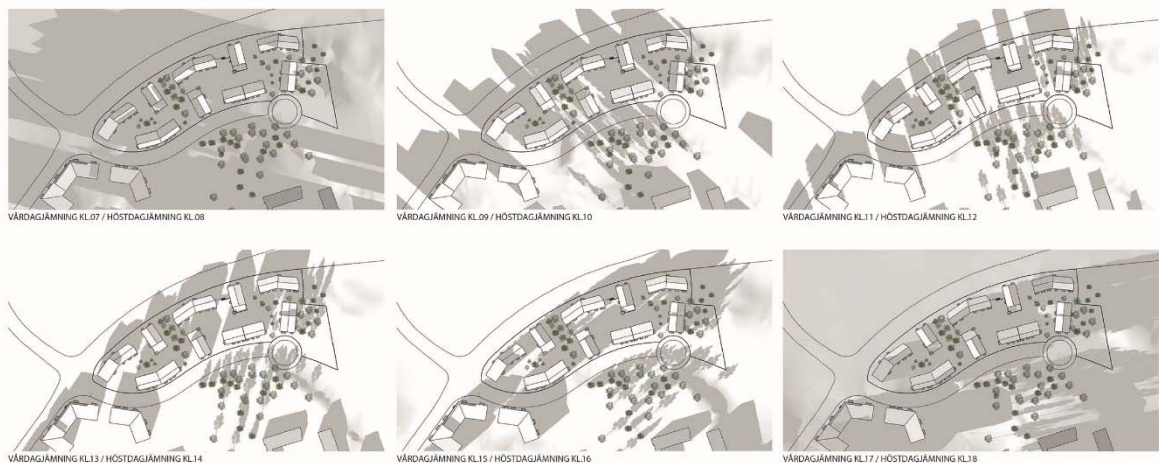 VÅRDAGJÄMNING KL.07 / HÖSTDAGJÄMNING KL.08
VÅRDAGJÄMNING KL.09 / HÖSTDAGJÄMNING KL.10
VÅRDAGJÄMNING KL.11 / HÖSTDAGJÄMNING KL.12
VÅRDAGJÄMNING KL.13 / HÖSTDAGJÄMNING KL.14
VÅRDAGJÄMNING KL.15 / HÖSTDAGJÄMNING KL.16
VÅRDAGJÄMNING KL.17 / HÖSTDAGJÄMNING KL.18